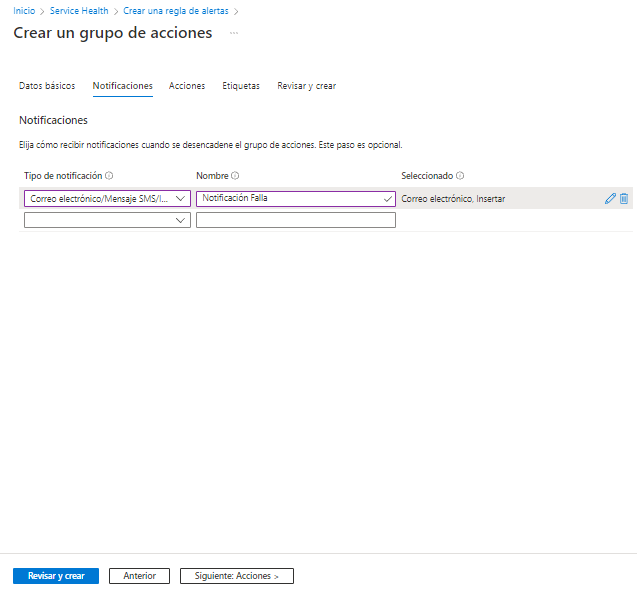 Inicio > Service Health > Crear una regla de alertas >
Crear un grupo de acciones ...
Datos básicos Notificaciones Acciones Etiquetas Revisar y crear
Notificaciones
Elija cómo recibir notificaciones cuando se desencadene el grupo de acciones. Este paso es opcional.
Tipo de notificación Nombre Seleccionado
Correo electrónico/Mensaje SMS/I... Notificación Falla Correo electrónico, Insertar
Revisar y crear Anterior Siguiente: Acciones >